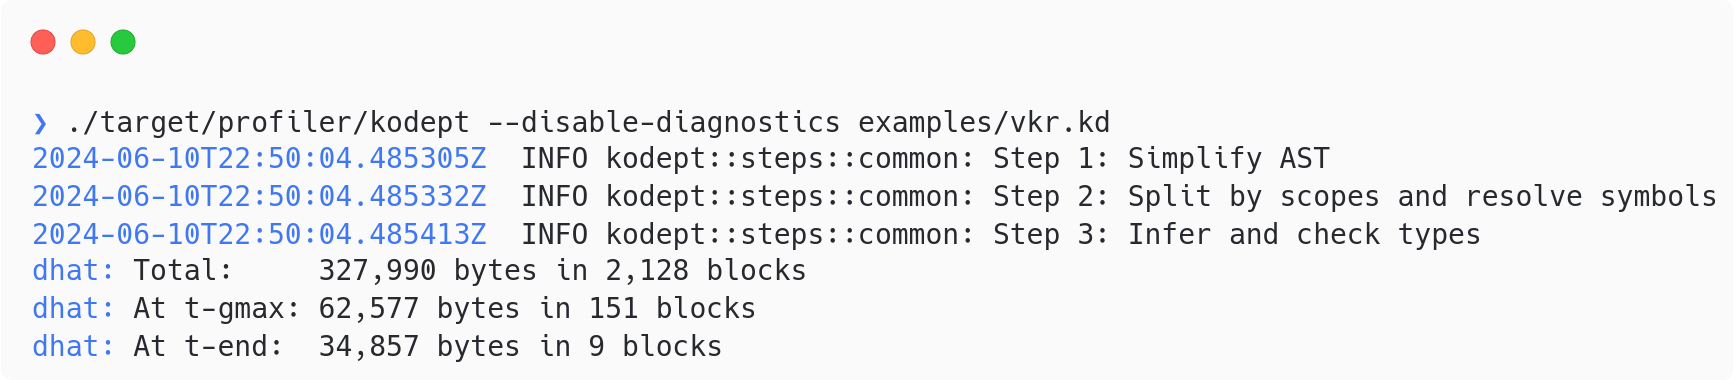 ❯ ./target/profiler/kodept --disable-diagnostics examples/vkr.kd
2024-06-10T22:50:04.485305Z  INFO kodept::steps::common: Step 1: Simplify AST
2024-06-10T22:50:04.485332Z  INFO kodept::steps::common: Step 2: Split by scopes and resolve symbols
2024-06-10T22:50:04.485413Z  INFO kodept::steps::common: Step 3: Infer and check types
dhat: Total:     327,990 bytes in 2,128 blocks
dhat: At t-gmax: 62,577 bytes in 151 blocks
dhat: At t-end:  34,857 bytes in 9 blocks